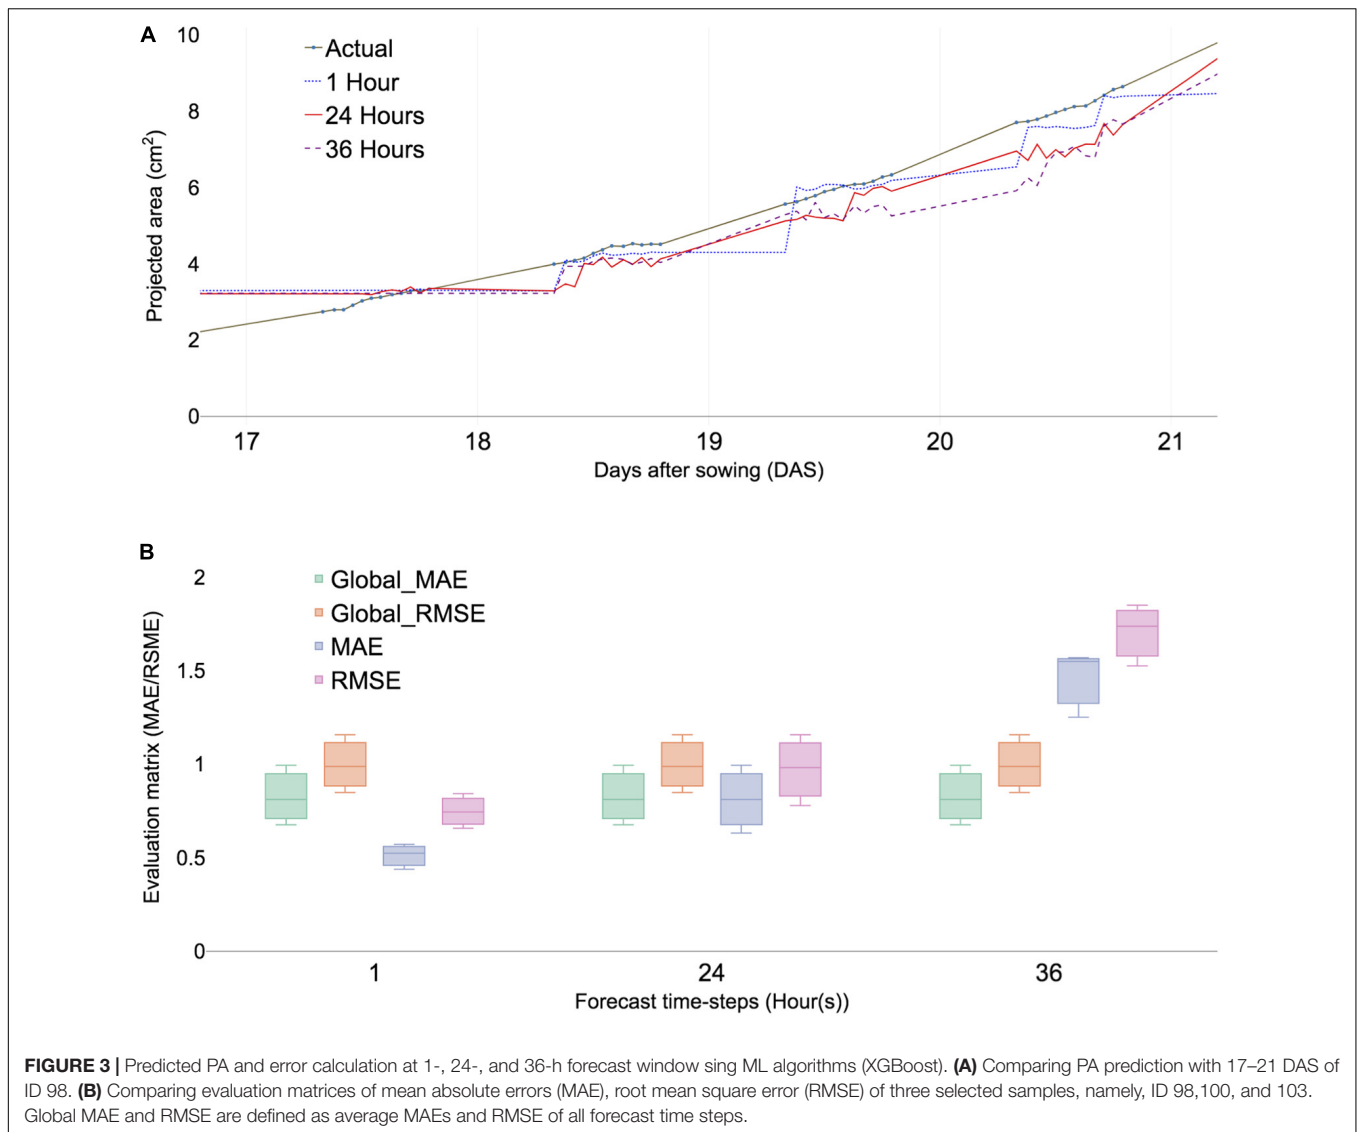 A
10
8
6
4
2
0
Projected area (cm2)
Actual
1 Hour
24 Hours
36 Hours
17 18 19 20 21
Days after sowing (DAS)
B
2
1.5
1
0.5
0
Evaluation matrix (MAE/RSME)
Global_MAE
Global_RMSE
MAE
RMSE
1 24 36
Forecast time-steps (Hour(s))
FIGURE 3 | Predicted PA and error calculation at 1-, 24-, and 36-h forecast window sing ML algorithms (XGBoost). (A) Comparing PA prediction with 17–21 DAS of
ID 98. (B) Comparing evaluation matrices of mean absolute errors (MAE), root mean square error (RMSE) of three selected samples, namely, ID 98,100, and 103.
Global MAE and RMSE are defined as average MAEs and RMSE of all forecast time steps.